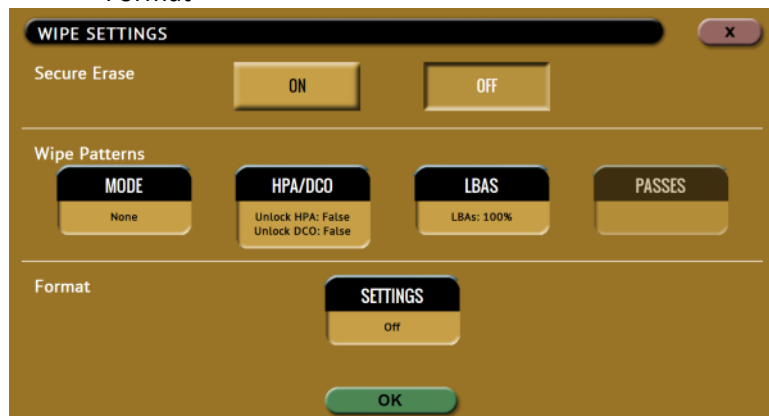 Format
WIPE SETTINGS
X
Secure Erase
ON
OFF
Wipe Patterns
MODE
None
HPA/DCO
Unlock HPA: False
Unlock DCO: False
LBAS
LBAs: 100%
PASSES
Format
SETTINGS
Off
OK